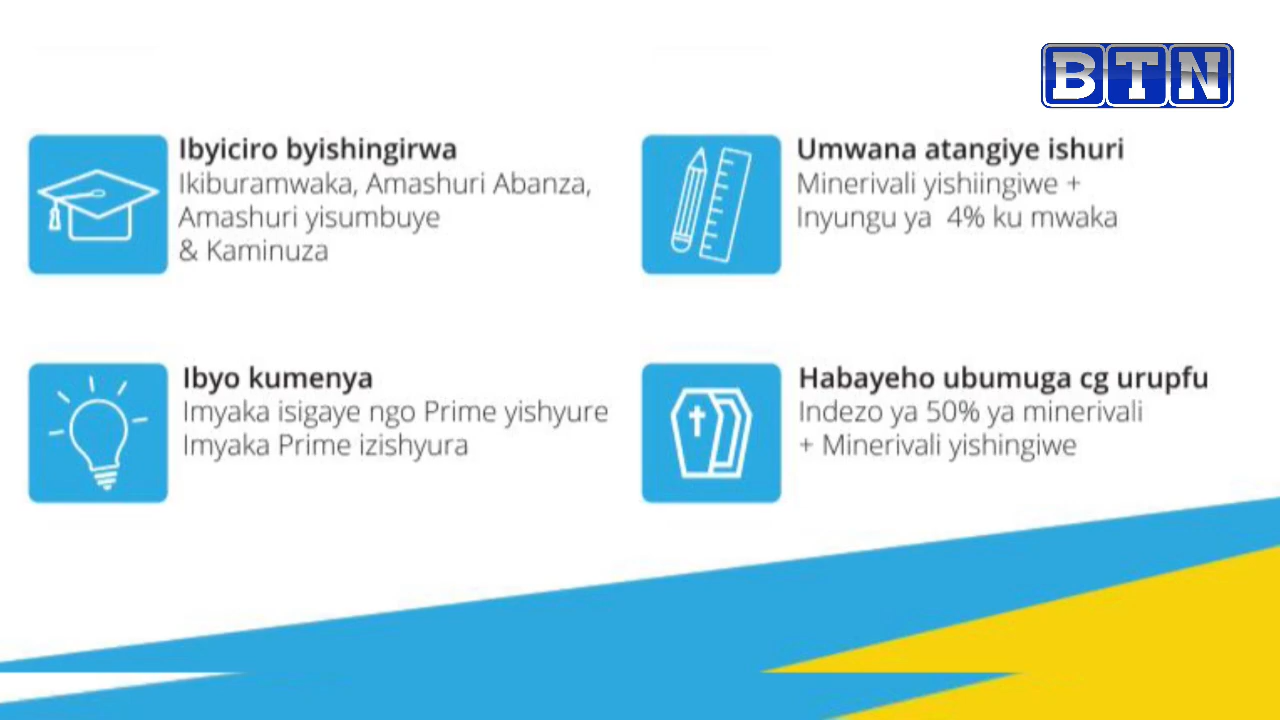 BTN
Ibyiciro byishingirwa
Ikiburamwaka, Amashuri Abanza,
Amashuri yisumbuye
& Kaminuza
Umwana atangiye ishuri
Minerivali yishiingiwe +
Inyungu ya 4% ku mwaka
Ibyo kumenya
Imyaka isigaye ngo Prime yishyure
Imyaka Prime izishyura
Habayeho ubumuga cg urupfu
Indezo ya 50% ya minerivali
+ Minerivali yishingiwe